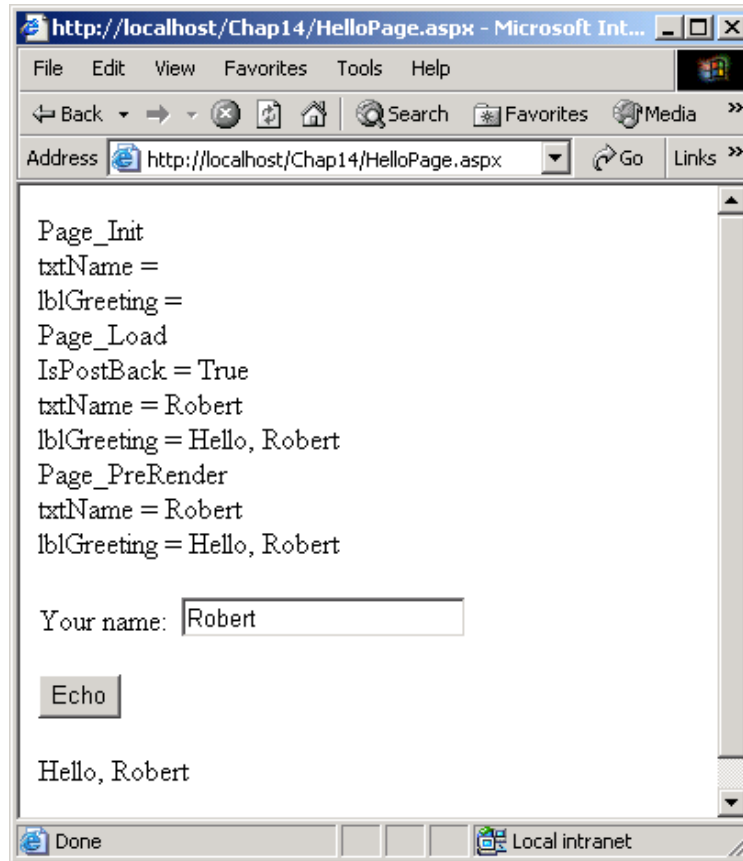 http://localhost/Chap14/HelloPage.aspx - Microsoft Int...
File Edit View Favorites Tools Help
Back Search Favorites Media »
Address http://localhost/Chap14/HelloPage.aspx Go Links »
Page_Init
txtName =
lblGreeting =
Page_Load
IsPostBack = True
txtName = Robert
lblGreeting = Hello, Robert
Page_PreRender
txtName = Robert
lblGreeting = Hello, Robert
Your name: Robert
Echo
Hello, Robert
Done Local intranet